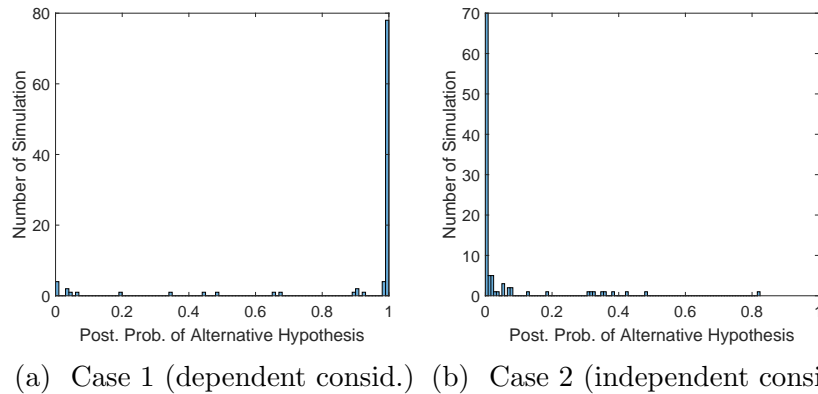 80
60
40
20
0
Number of Simulation
0 0.2 0.4 0.6 0.8 1
Post. Prob. of Alternative Hypothesis
70
60
50
40
30
20
10
0
Number of Simulation
0 0.2 0.4 0.6 0.8 1
Post. Prob. of Alternative Hypothesis
(a) Case 1 (dependent consid.) (b) Case 2 (independent consi